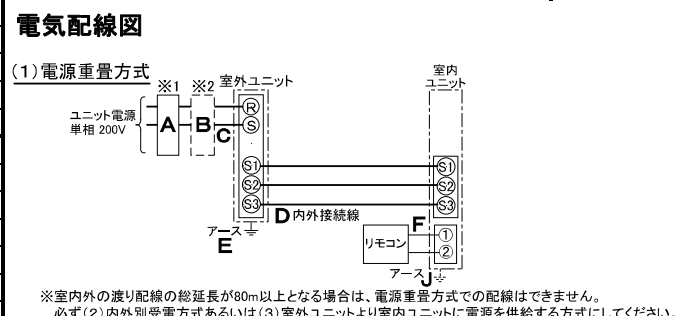 電気配線図
(1)電源重畳方式
※1 ※2 室外ユニット
室内
ユニット
ユニット電源
単相 200V
A B C
R
S
S1 S1
S2 S2
S3 S3
D 内外接続線
アース
E
F
リモコン
①
②
アース J
※室内外の渡り配線の総延長が80m以上となる場合は、電源重畳方式での配線はできません。
必ず(2)内外別受電方式あるいは(3)室外ユニットより室内ユニットに電源を供給する方式にしてください。